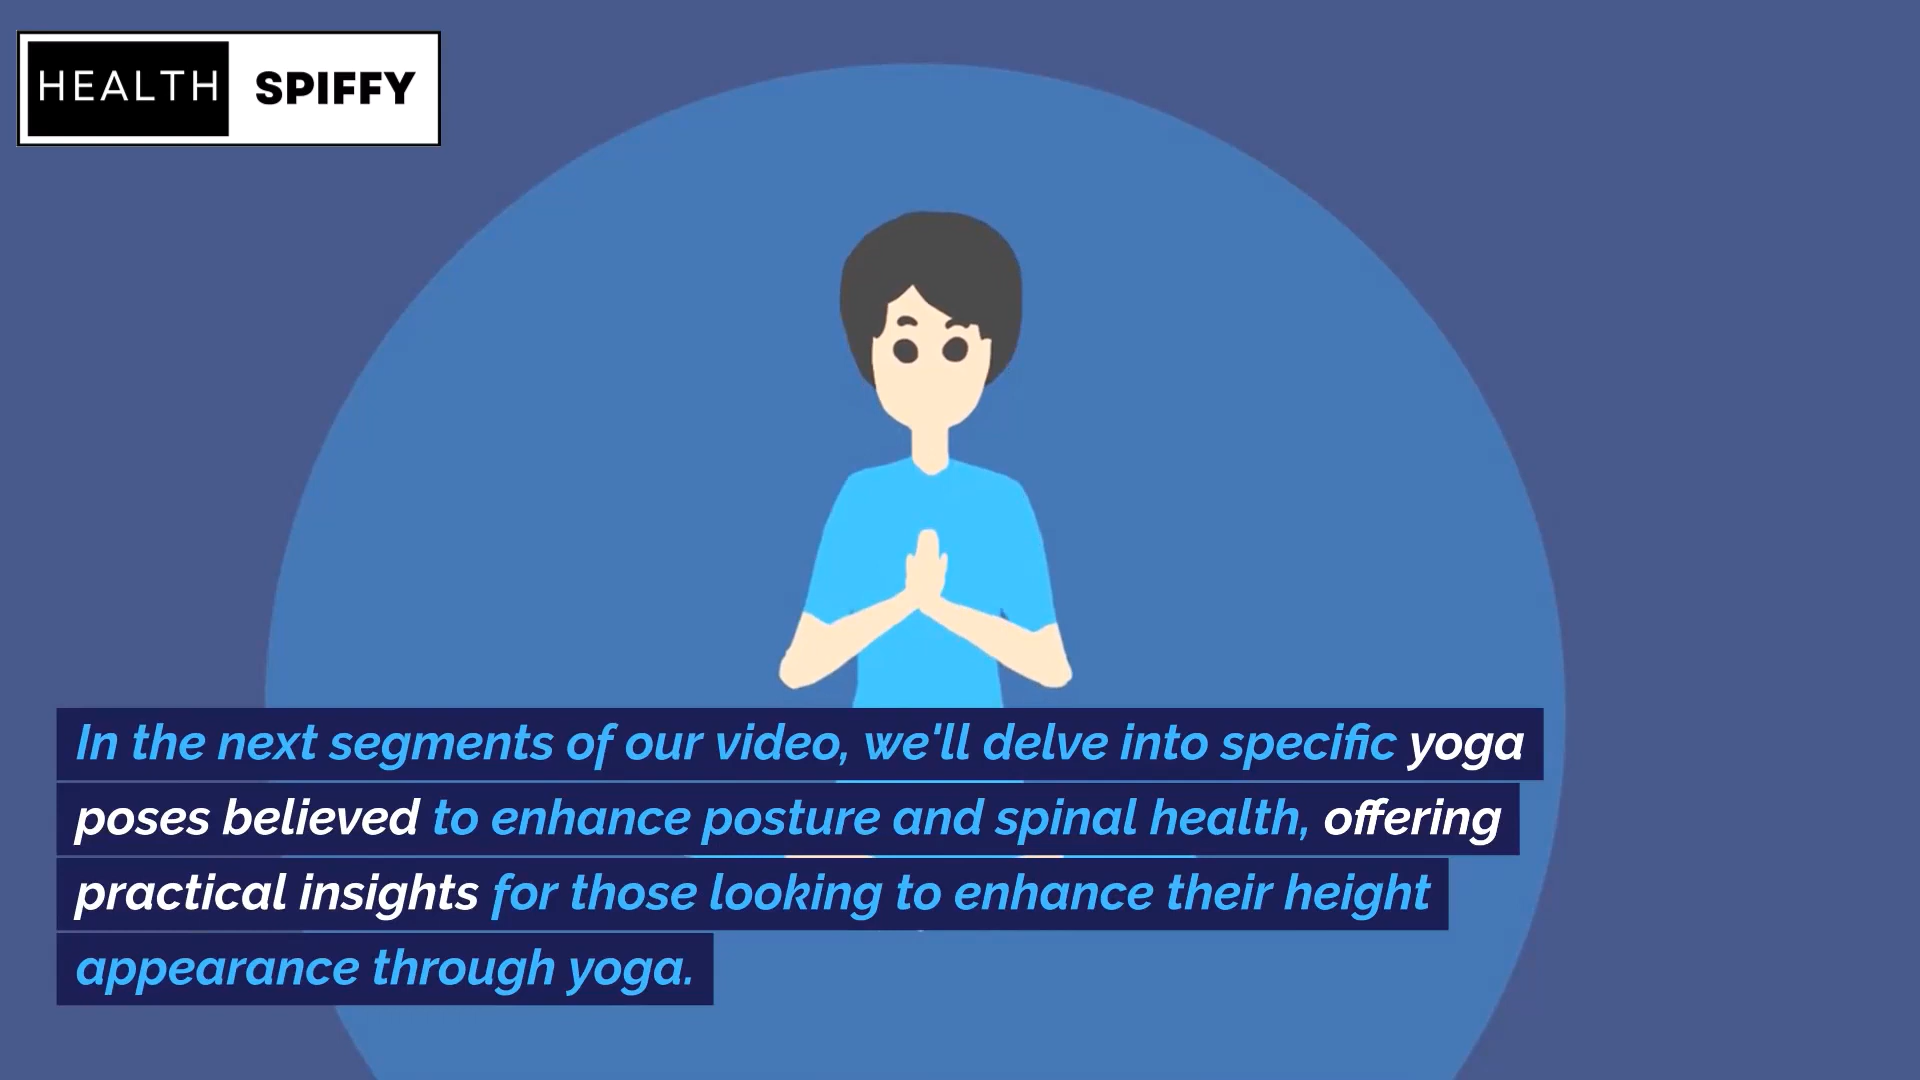 HEALTH SPIFFY
In the next segments of our video, we'll delve into specific yoga
poses believed to enhance posture and spinal health, offering
practical insights for those looking to enhance their height
appearance through yoga.